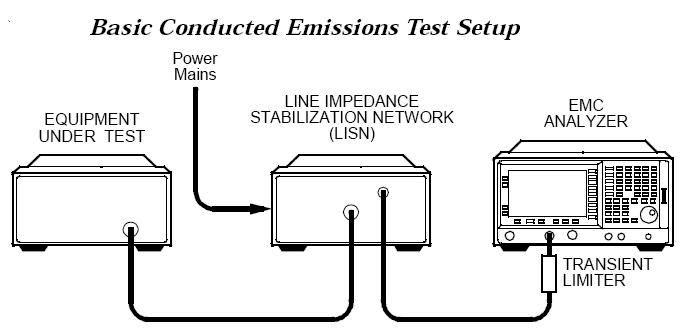 Basic Conducted Emissions Test Setup
Power
Mains
EQUIPMENT
UNDER TEST
LINE IMPEDANCE
STABILIZATION NETWORK
(LISN)
EMC
ANALYZER
TRANSIENT
LIMITER